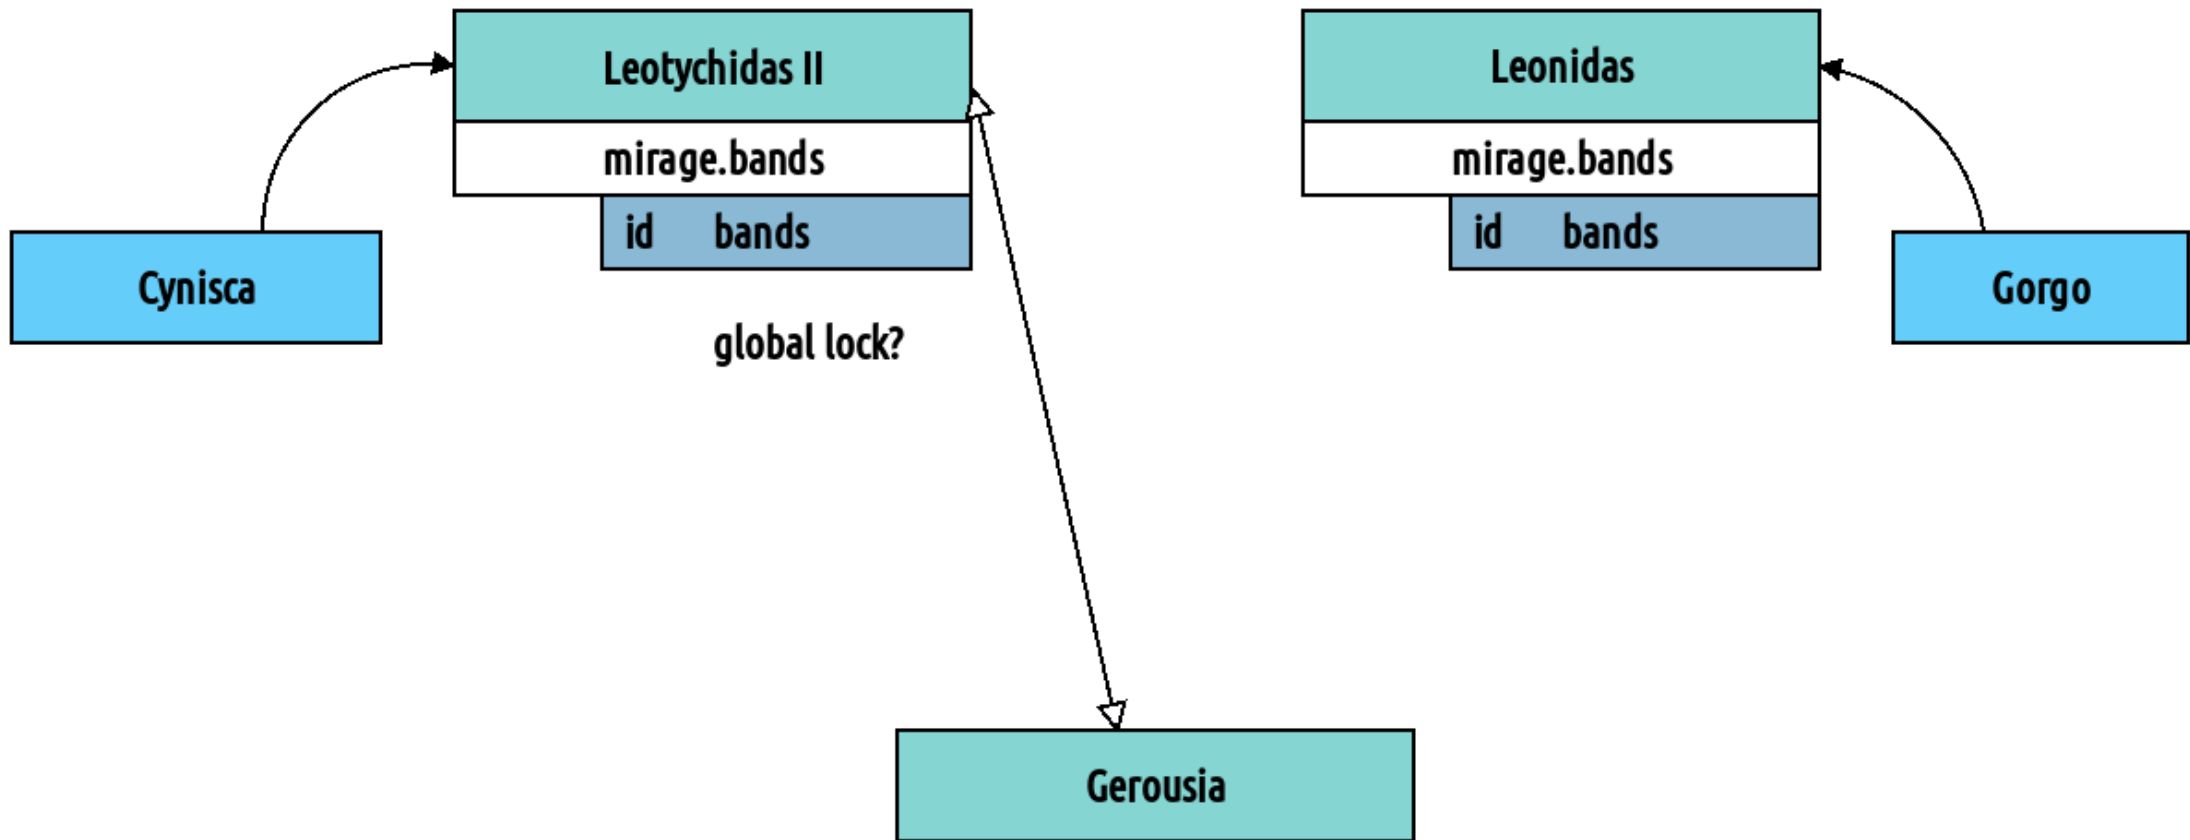 Leotychidas II
Leonidas
mirage.bands
mirage.bands
id bands
id bands
Cynisca
Gorgo
global lock?
Gerousia